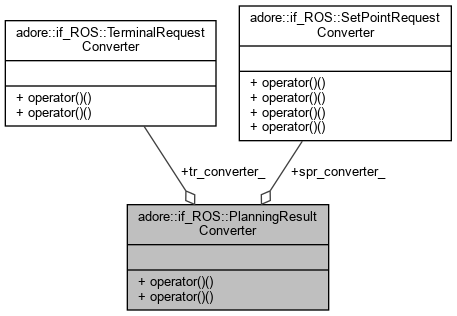 adore::if_ROS::TerminalRequest
Converter
+ operator()()
+ operator()()
adore::if_ROS::SetPointRequest
Converter
+ operator()()
+ operator()()
+ operator()()
+ operator()()
+tr_converter_
+spr_converter_
adore::if_ROS::PlanningResult
Converter
+ operator()()
+ operator()()